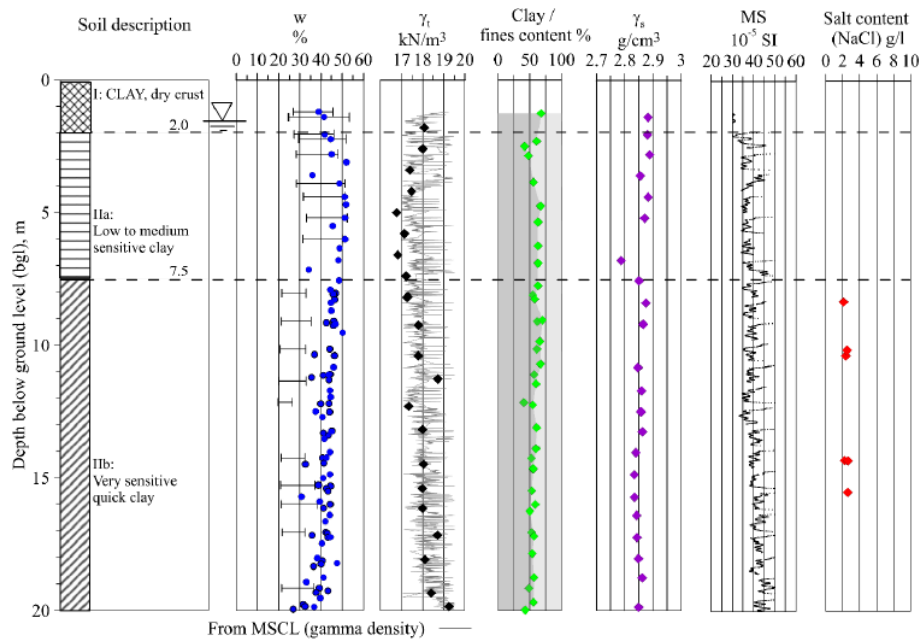 Soil description
w
%
γt
kN/m³
Clay /
fines content %
γs
g/cm³
MS
10⁻⁵ SI
Salt content
(NaCl) g/l
0 10 20 30 40 50 60
17 18 19 20
0 50 100
2.7 2.8 2.9 3
20 30 40 50 60
0 2 4 6 8 10
Depth below ground level (bgl), m
0
5
10
15
20
I: CLAY, dry crust
2.0
IIa:
Low to medium
sensitive clay
7.5
IIb:
Very sensitive
quick clay
From MSCL (gamma density)